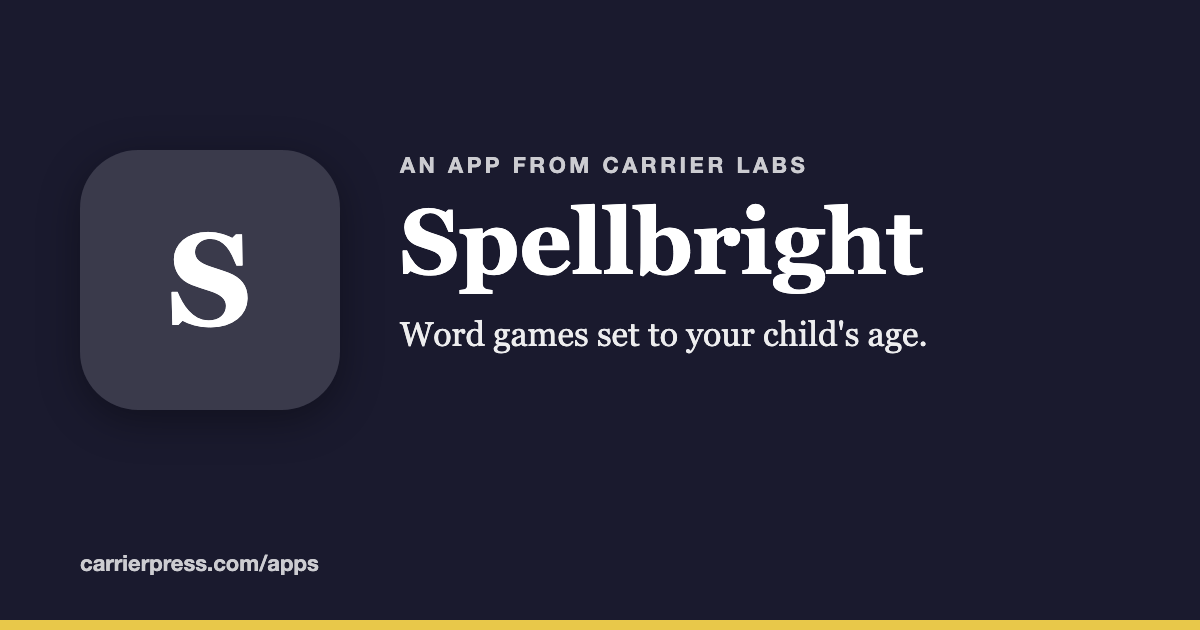 S
AN APP FROM CARRIER LABS
Spellbright
Word games set to your child's age.
carrierpress.com/apps